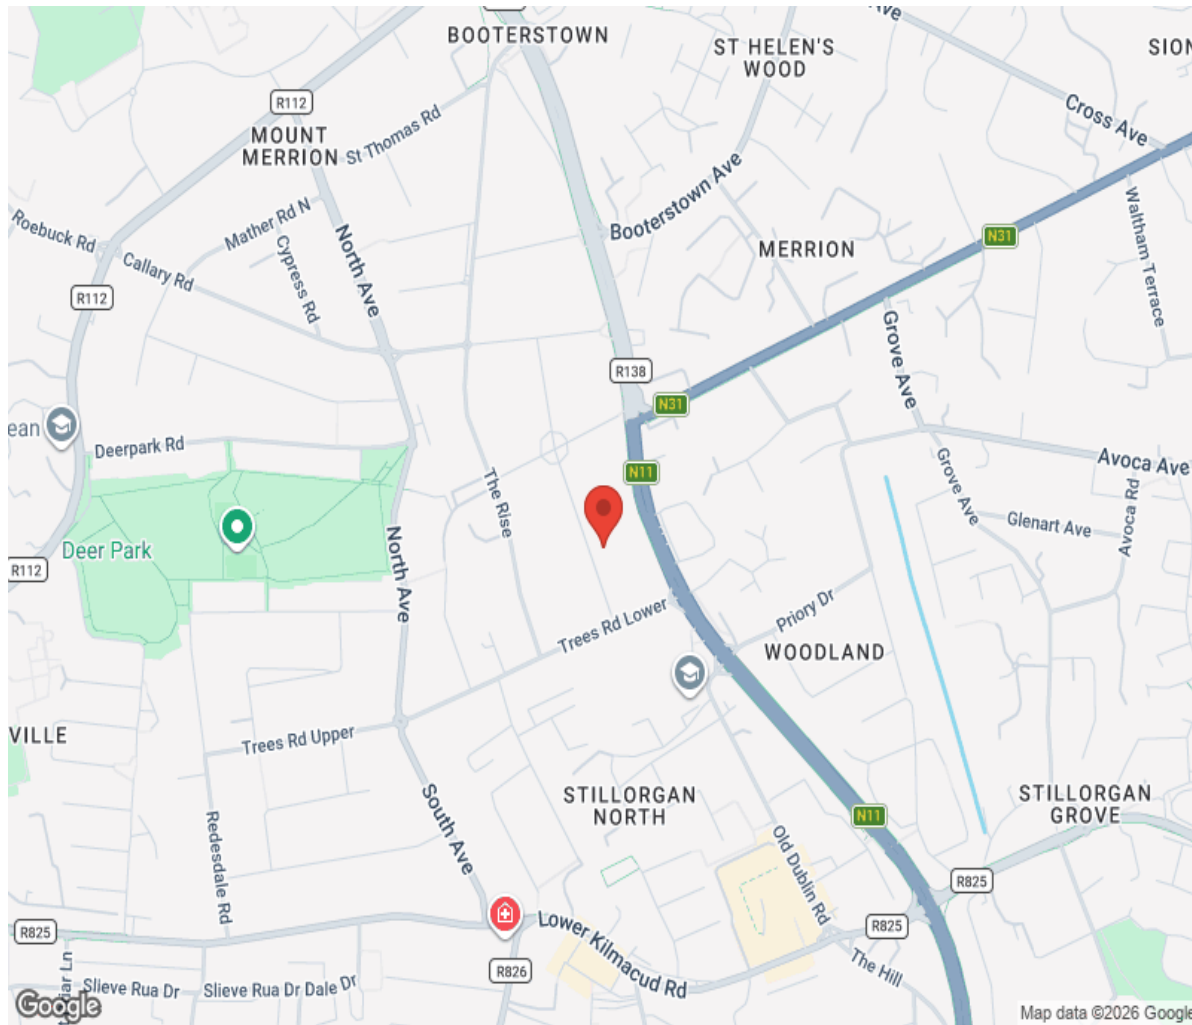 Ave
BOOTERSTOWN
ST HELEN'S
WOOD
SION
R112
Cross Ave
MOUNT
MERRION
St Thomas Rd
Booterstown Ave
Waltham Terrace
Mather Rd N
Roebuck Rd
North Ave
N31
Cypress Rd
MERRION
Callary Rd
R112
Grove Ave
R138
N31
ean
Deerpark Rd
Avoca Ave
Grove Ave
N11
The Rise
Avoca Rd
Glenart Ave
Deer Park
North Ave
R112
Trees Rd Lower
Priory Dr
WOODLAND
VILLE
Trees Rd Upper
STILLORGAN
NORTH
STILLORGAN
GROVE
N11
South Ave
Redesdale Rd
Old Dublin Rd
R825
R825
Lower Kilmacud Rd
R825
R826
The Hill
Slieve Rua Dr
Slieve Rua Dr Dale Dr
Google
Map data ©2026 Google